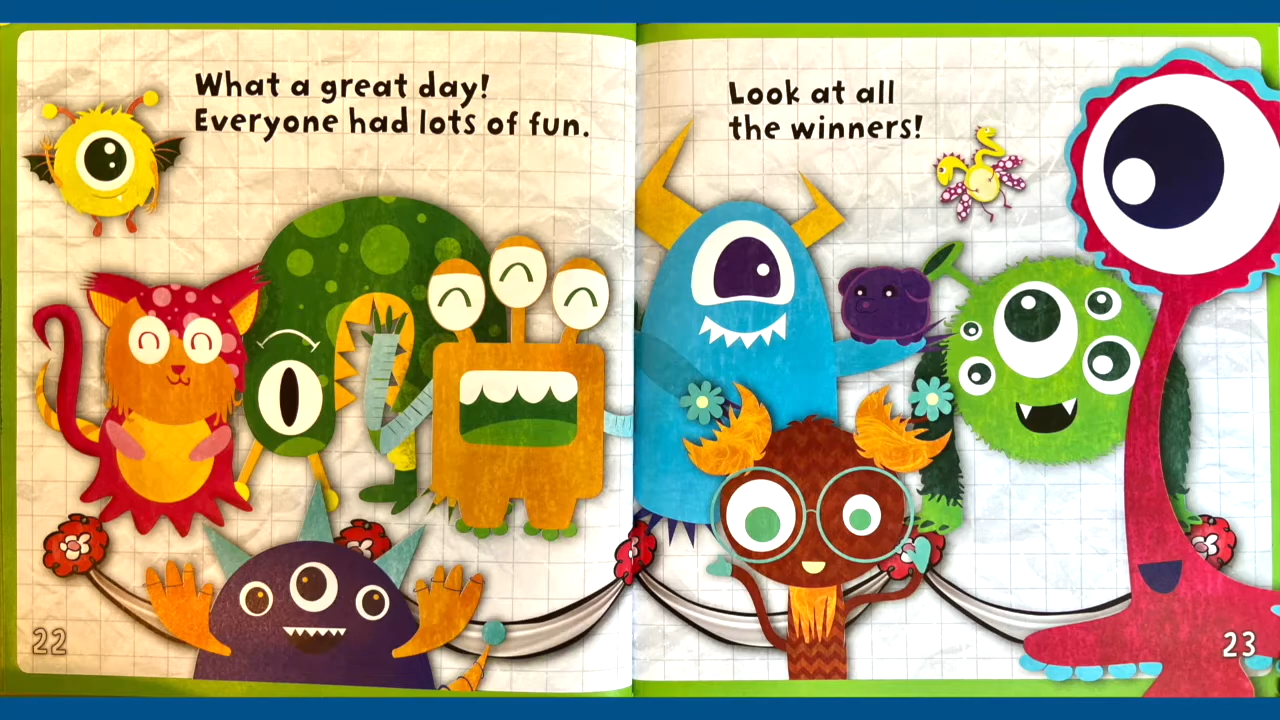 What a great day!
Everyone had lots of fun.
Look at all
the winners!
22
23